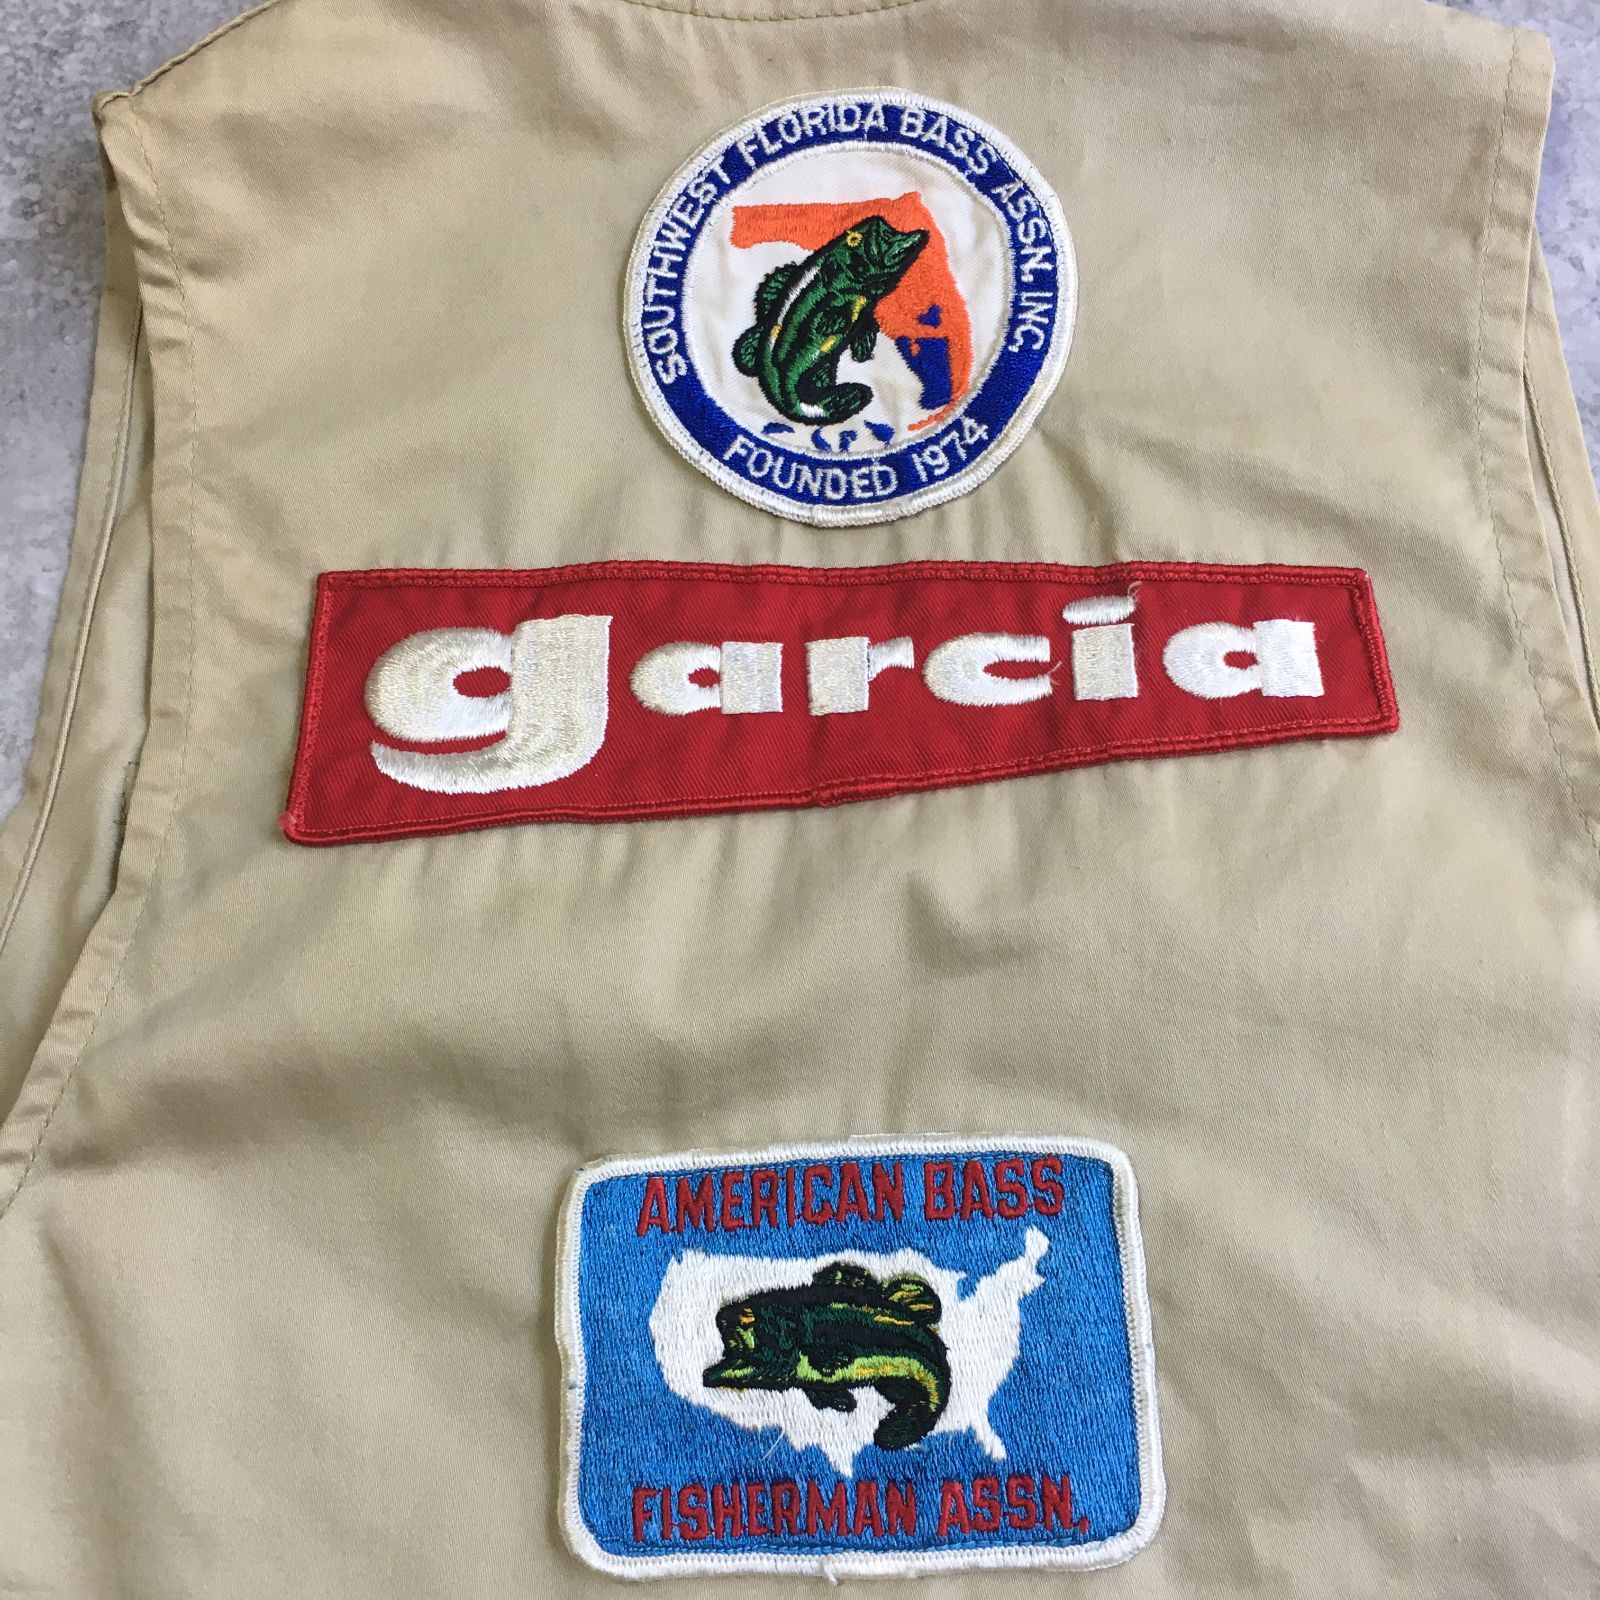 SOUTHWEST FLORIDA BASS ASSN. INC.
FOUNDED 1974
garcia
AMERICAN BASS
FISHERMAN ASSN.